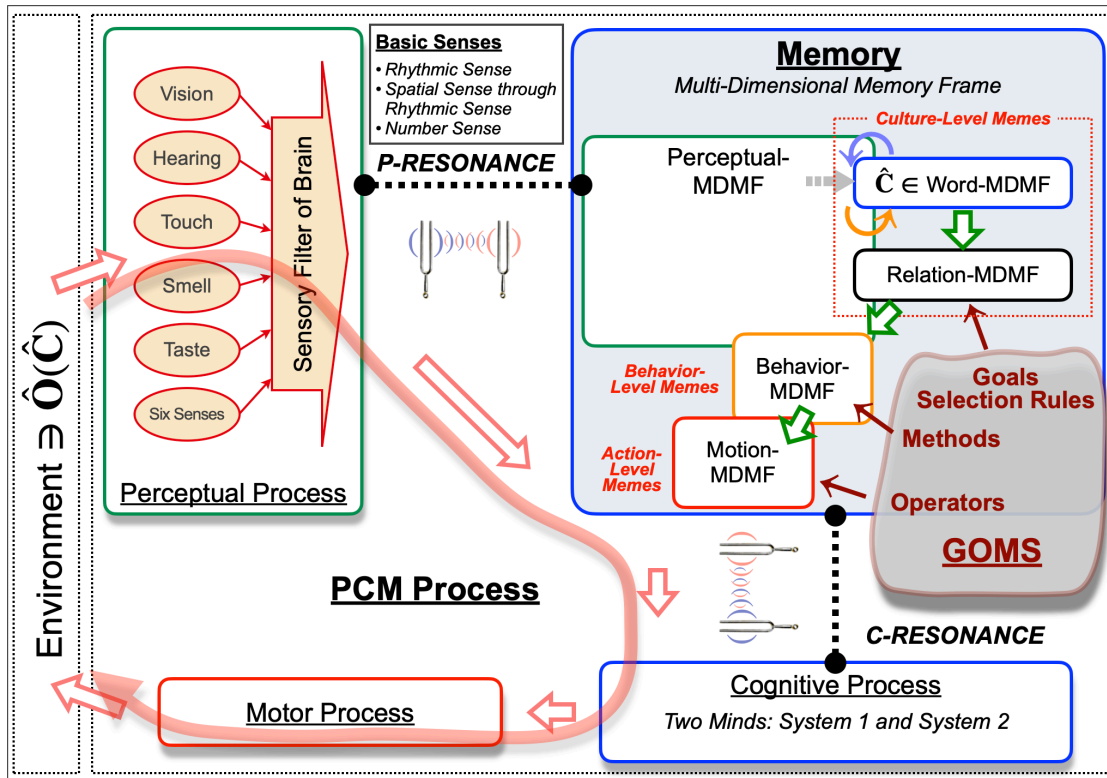 Environment ∋ Ô(Ĉ)
Vision
Hearing
Touch
Smell
Taste
Six Senses
Sensory Filter of Brain
Perceptual Process
Basic Senses
• Rhythmic Sense
• Spatial Sense through
Rhythmic Sense
• Number Sense
P-RESONANCE
Memory
Multi-Dimensional Memory Frame
Culture-Level Memes
Perceptual-
MDMF
Ĉ ∈ Word-MDMF
Relation-MDMF
Behavior-
Level Memes
Behavior-
MDMF
Action-
Level
Memes
Motion-
MDMF
Goals
Selection Rules
Methods
Operators
GOMS
PCM Process
C-RESONANCE
Cognitive Process
Two Minds: System 1 and System 2
Motor Process